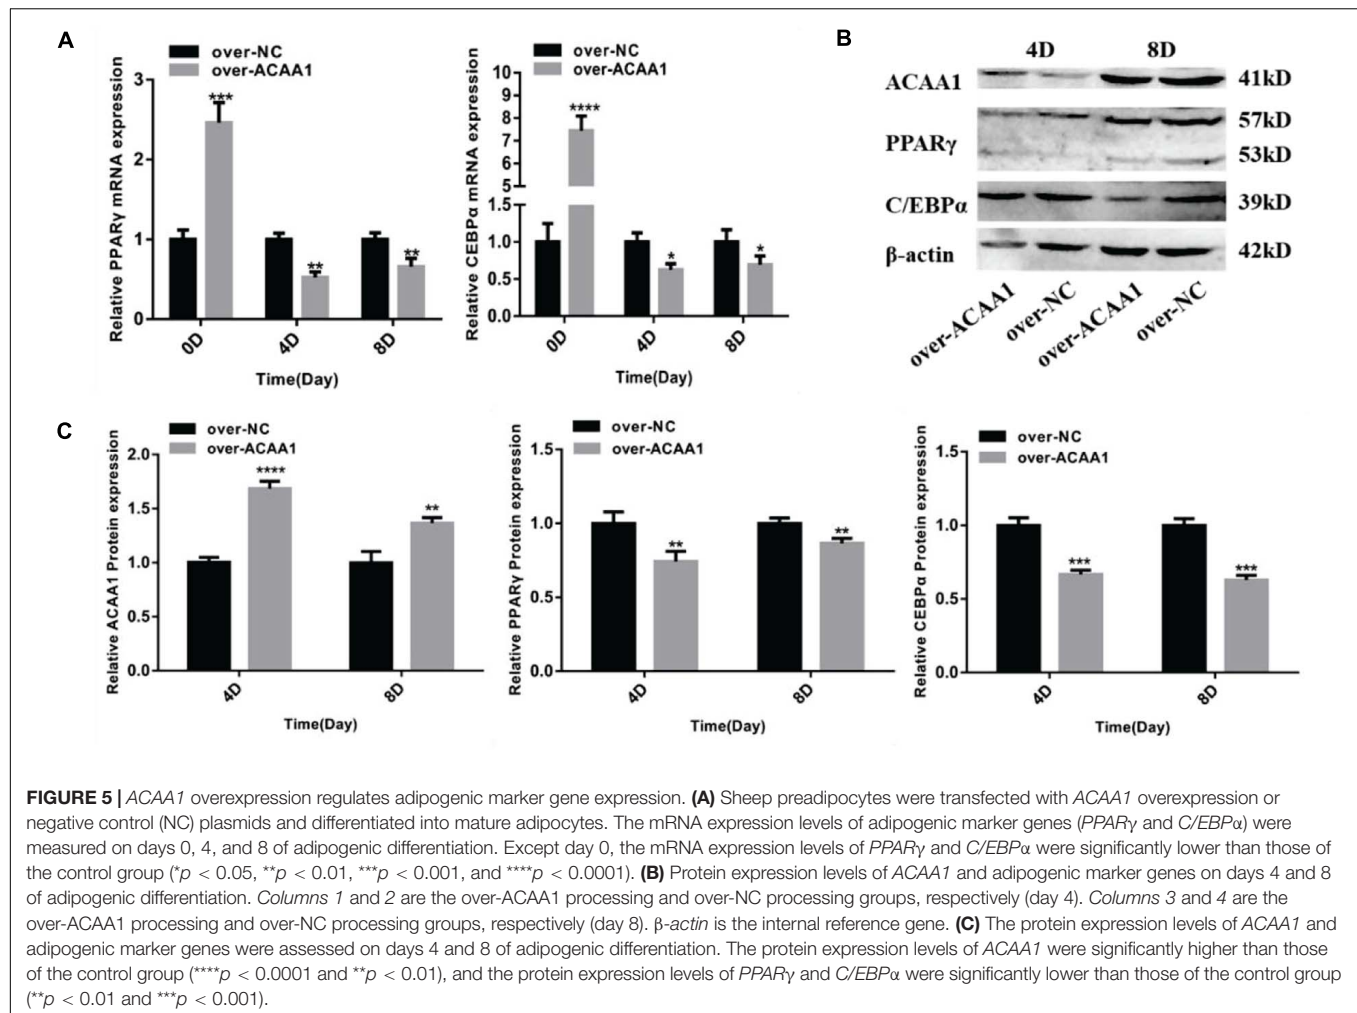 A
over-NC
over-ACAA1
Relative PPARγ mRNA expression
3
2
1
0
***
**
**
0D
4D
8D
Time(Day)
over-NC
over-ACAA1
Relative CEBPα mRNA expression
10
9
8
7
6
5
1.5
1.0
0.5
0.0
****
*
*
0D
4D
8D
Time(Day)
B
4D
8D
ACAA1
41kD
PPARγ
57kD
53kD
C/EBPα
39kD
β-actin
42kD
over-ACAA1
over-NC
over-ACAA1
over-NC
C
over-NC
over-ACAA1
Relative ACAA1 Protein expression
2.0
1.5
1.0
0.5
0.0
****
**
4D
8D
Time(Day)
over-NC
over-ACAA1
Relative PPARγ Protein expression
1.5
1.0
0.5
0.0
**
**
4D
8D
Time(Day)
over-NC
over-ACAA1
Relative CEBPα Protein expression
1.5
1.0
0.5
0.0
***
***
4D
8D
Time(Day)
FIGURE 5 | ACAA1 overexpression regulates adipogenic marker gene expression. (A) Sheep preadipocytes were transfected with ACAA1 overexpression or
negative control (NC) plasmids and differentiated into mature adipocytes. The mRNA expression levels of adipogenic marker genes (PPARγ and C/EBPα) were
measured on days 0, 4, and 8 of adipogenic differentiation. Except day 0, the mRNA expression levels of PPARγ and C/EBPα were significantly lower than those of
the control group (*p < 0.05, **p < 0.01, ***p < 0.001, and ****p < 0.0001). (B) Protein expression levels of ACAA1 and adipogenic marker genes on days 4 and 8
of adipogenic differentiation. Columns 1 and 2 are the over-ACAA1 processing and over-NC processing groups, respectively (day 4). Columns 3 and 4 are the
over-ACAA1 processing and over-NC processing groups, respectively (day 8). β-actin is the internal reference gene. (C) The protein expression levels of ACAA1 and
adipogenic marker genes were assessed on days 4 and 8 of adipogenic differentiation. The protein expression levels of ACAA1 were significantly higher than those
of the control group (****p < 0.0001 and **p < 0.01), and the protein expression levels of PPARγ and C/EBPα were significantly lower than those of the control group
(**p < 0.01 and ***p < 0.001).